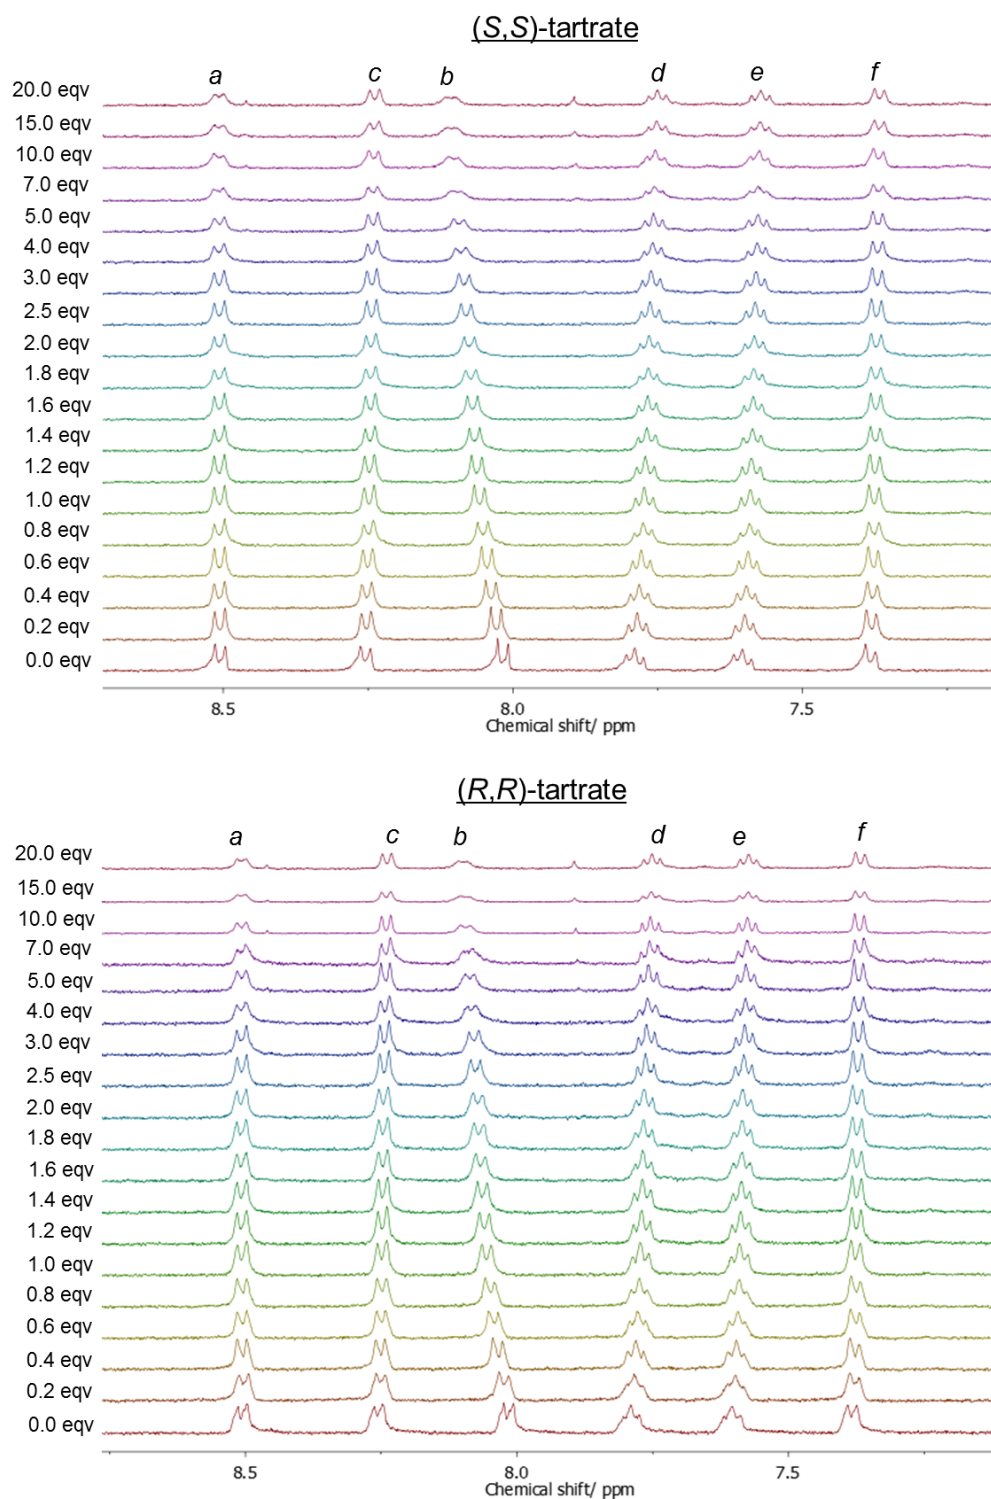 (S,S)-tartrate
a c b d e f
20.0 eqv
15.0 eqv
10.0 eqv
7.0 eqv
5.0 eqv
4.0 eqv
3.0 eqv
2.5 eqv
2.0 eqv
1.8 eqv
1.6 eqv
1.4 eqv
1.2 eqv
1.0 eqv
0.8 eqv
0.6 eqv
0.4 eqv
0.2 eqv
0.0 eqv
8.5 8.0 7.5
Chemical shift/ ppm
(R,R)-tartrate
a c b d e f
20.0 eqv
15.0 eqv
10.0 eqv
7.0 eqv
5.0 eqv
4.0 eqv
3.0 eqv
2.5 eqv
2.0 eqv
1.8 eqv
1.6 eqv
1.4 eqv
1.2 eqv
1.0 eqv
0.8 eqv
0.6 eqv
0.4 eqv
0.2 eqv
0.0 eqv
8.5 8.0 7.5
Chemical shift/ ppm